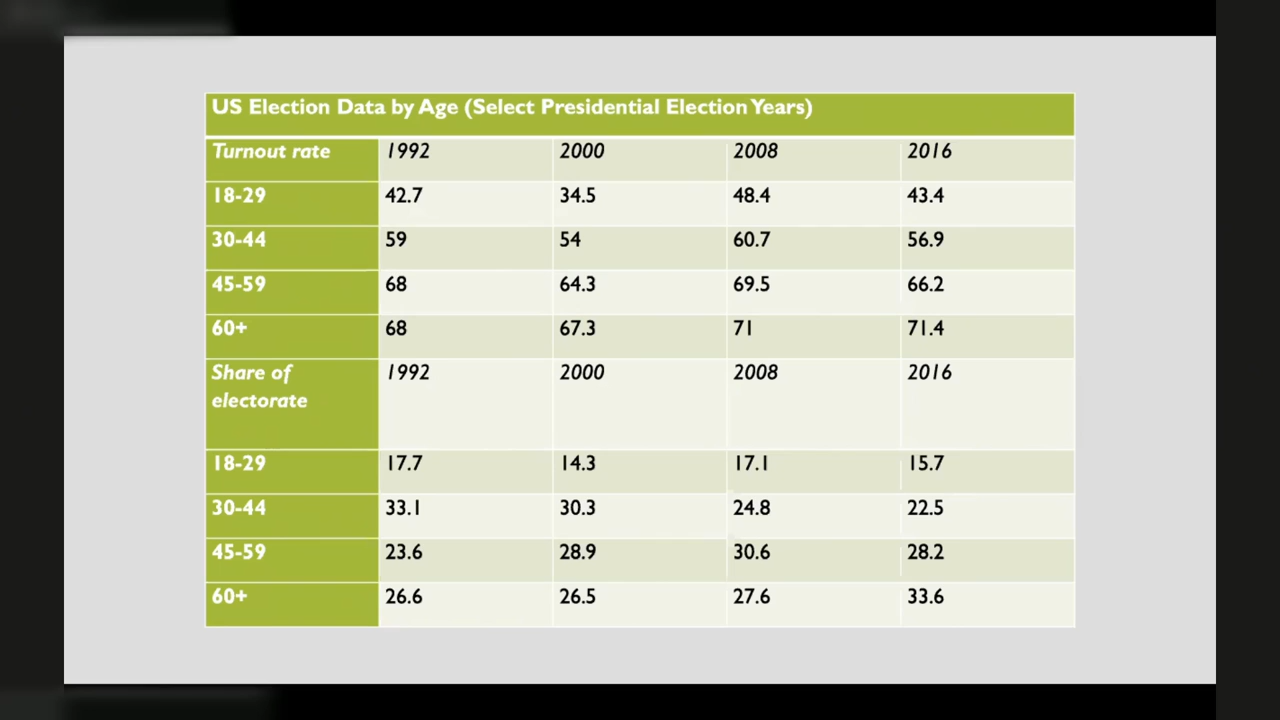 US Election Data by Age (Select Presidential Election Years)
Turnout rate 1992 2000 2008 2016
18-29 42.7 34.5 48.4 43.4
30-44 59 54 60.7 56.9
45-59 68 64.3 69.5 66.2
60+ 68 67.3 71 71.4
Share of 1992 2000 2008 2016
electorate
18-29 17.7 14.3 17.1 15.7
30-44 33.1 30.3 24.8 22.5
45-59 23.6 28.9 30.6 28.2
60+ 26.6 26.5 27.6 33.6